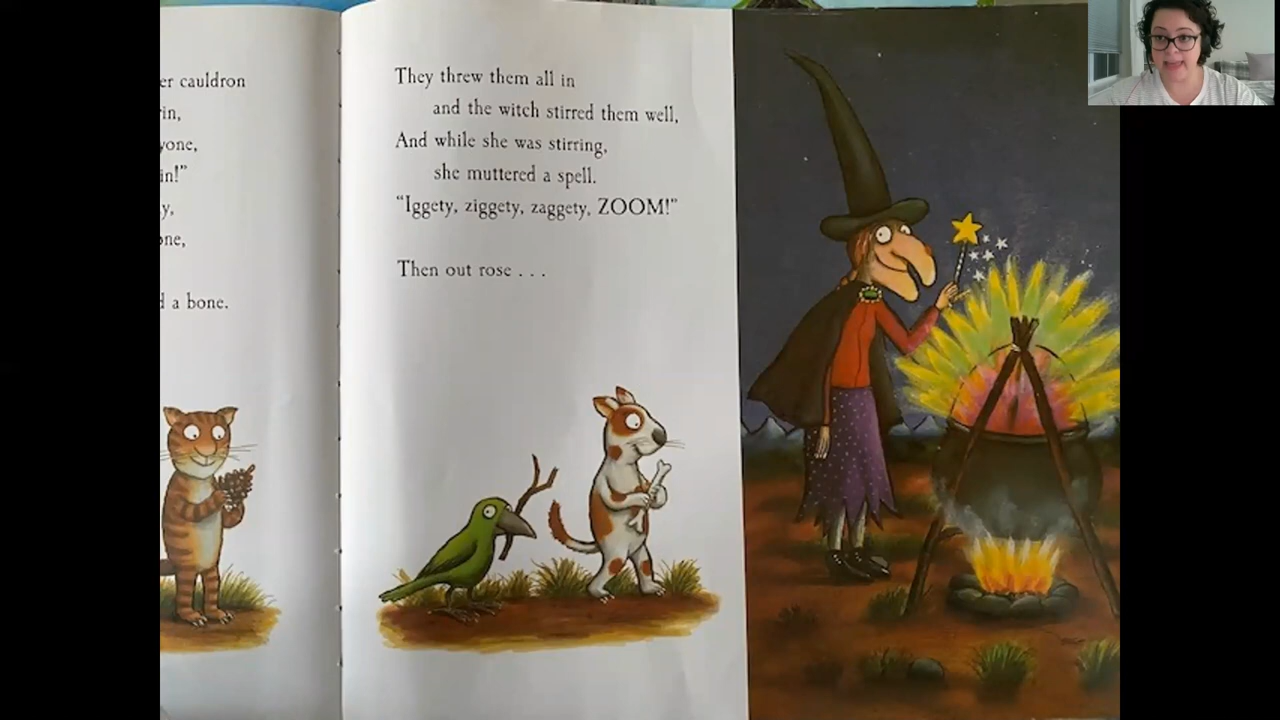 er cauldron
in,
yone,
in!"
y,
one,
d a bone.
They threw them all in
and the witch stirred them well,
And while she was stirring,
she muttered a spell.
"Iggety, ziggety, zaggety, ZOOM!"
Then out rose . . .